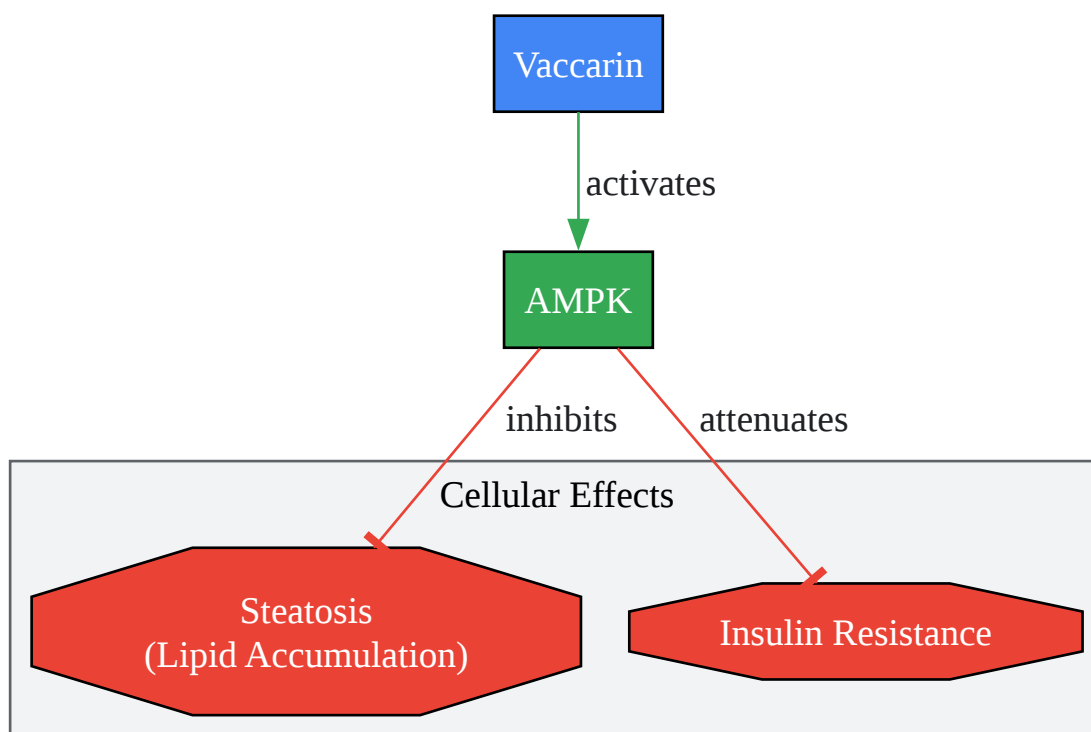 Vaccarin
activates
AMPK
inhibits
attenuates
Cellular Effects
Steatosis
(Lipid Accumulation)
Insulin Resistance